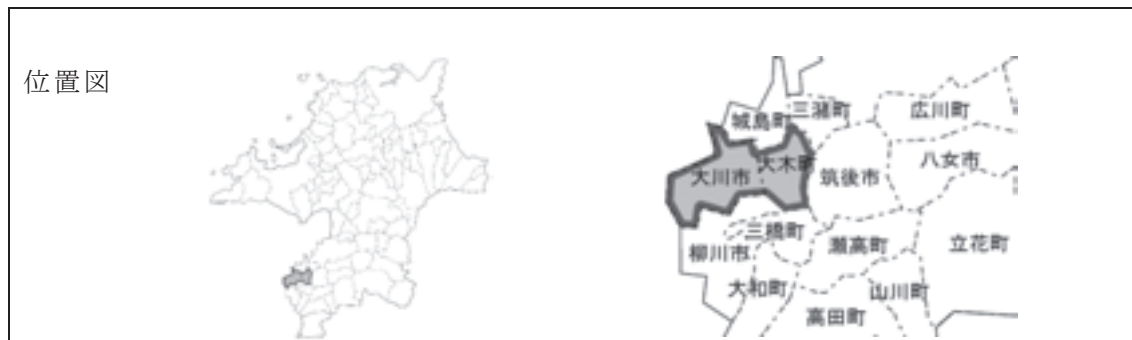 位置図
城島町
三潴町
広川町
大川市
大木町
筑後市
八女市
三橋町
柳川市
瀬高町
立花町
大和町
山川町
高田町